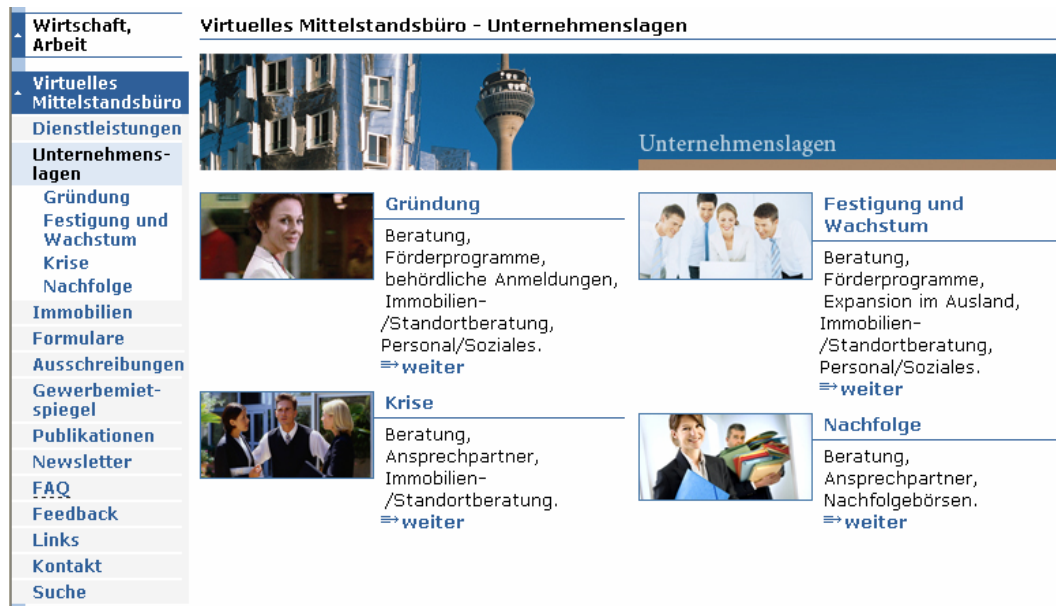 Wirtschaft,
Arbeit
Virtuelles
Mittelstandsbüro
Dienstleistungen
Unternehmens-
lagen
Gründung
Festigung und
Wachstum
Krise
Nachfolge
Immobilien
Formulare
Ausschreibungen
Gewerbemiet-
spiegel
Publikationen
Newsletter
FAQ
Feedback
Links
Kontakt
Suche
Virtuelles Mittelstandsbüro - Unternehmenslagen
Unternehmenslagen
Gründung
Beratung,
Förderprogramme,
behördliche Anmeldungen,
Immobilien-
/Standortberatung,
Personal/Soziales.
weiter
Festigung und
Wachstum
Beratung,
Förderprogramme,
Expansion im Ausland,
Immobilien-
/Standortberatung,
Personal/Soziales.
weiter
Krise
Beratung,
Ansprechpartner,
Immobilien-
/Standortberatung.
weiter
Nachfolge
Beratung,
Ansprechpartner,
Nachfolgebörsen.
weiter